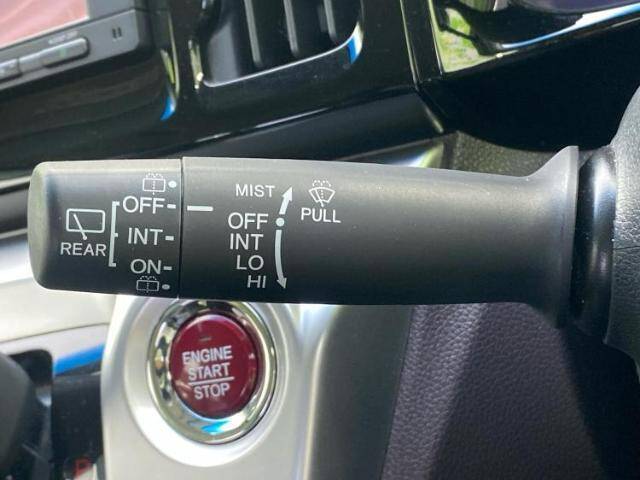 OFF
INT
ON
REAR
MIST
OFF
INT
LO
HI
PULL
ENGINE
START
STOP
P